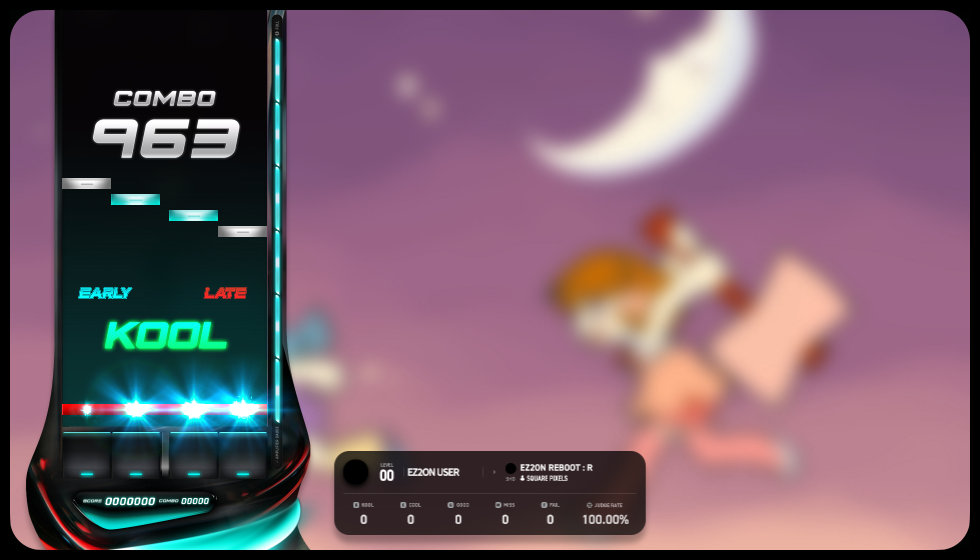 COMBO
963
EARLY LATE
KOOL
SCORE 0000000 COMBO 00000
LEVEL
00 EZ2ON USER
EZ2ON REBOOT : R
SQUARE PIXELS
KOOL COOL GOOD MISS FAIL JUDGE RATE
0 0 0 0 0 100.00%